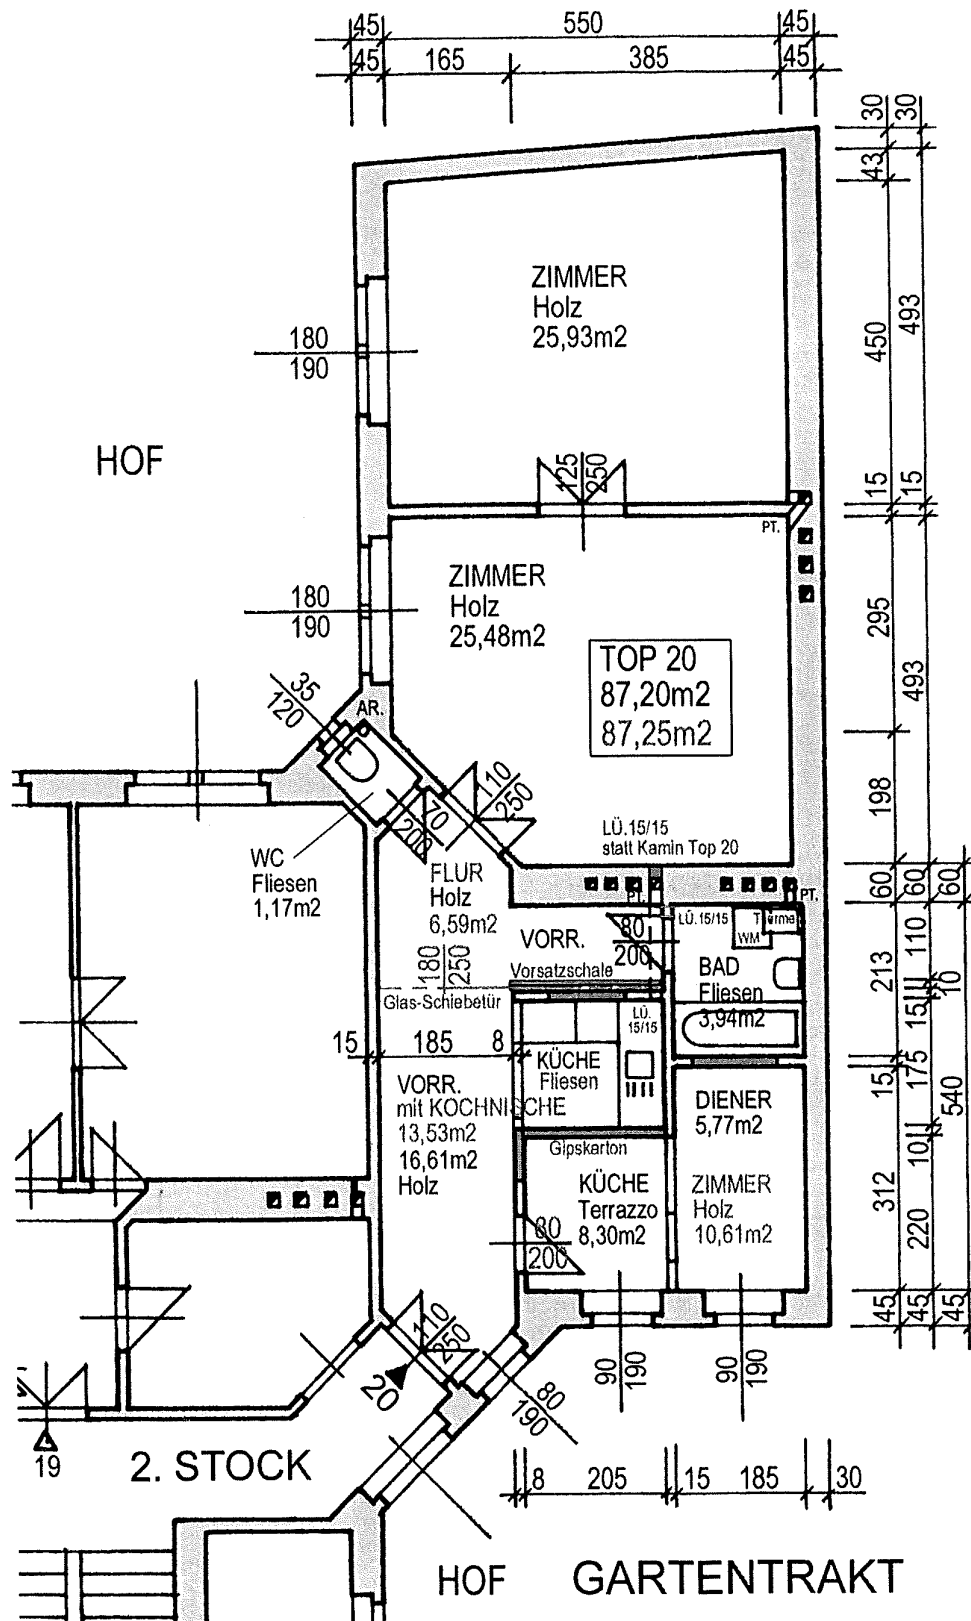 45
550
45
45
165
385
45
30
30
43
ZIMMER
Holz
25,93m2
493
450
180
190
HOF
125
250
15
15
PT.
ZIMMER
Holz
25,48m2
180
190
295
TOP 20
87,20m2
87,25m2
493
35
120
AR.
110
250
198
70
200
LÜ.15/15
statt Kamin Top 20
WC
Fliesen
1,17m2
FLUR
Holz
6,59m2
PT.
PT.
60
60
60
80
200
VORR.
LÜ.15/15
Therme
WM
110
180
250
Vorsatzschale
BAD
Fliesen
3,94m2
213
10
Glas-Schiebetür
LÜ.
15/15
15
15
185
8
KÜCHE
Fliesen
175
15
540
VORR.
mit KOCHNISCHE
13,53m2
16,61m2
Holz
DIENER
5,77m2
Gipskarton
10
KÜCHE
Terrazzo
8,30m2
ZIMMER
Holz
10,61m2
312
220
80
200
45
45
45
110
250
20
90
190
90
190
80
190
19
2. STOCK
8
205
15
185
30
HOF
GARTENTRAKT